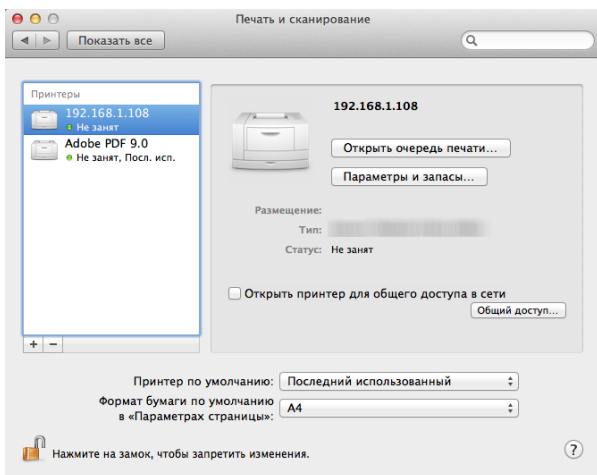 Печать и сканирование
Показать все
Принтеры
192.168.1.108
Не занят
Adobe PDF 9.0
Не занят, Посл. исп.
+ −
192.168.1.108
Открыть очередь печати...
Параметры и запасы...
Размещение:
Тип:
Статус: Не занят
Открыть принтер для общего доступа в сети
Общий доступ...
Принтер по умолчанию: Последний использованный
Формат бумаги по умолчанию
в «Параметрах страницы»: A4
Нажмите на замок, чтобы запретить изменения.
?